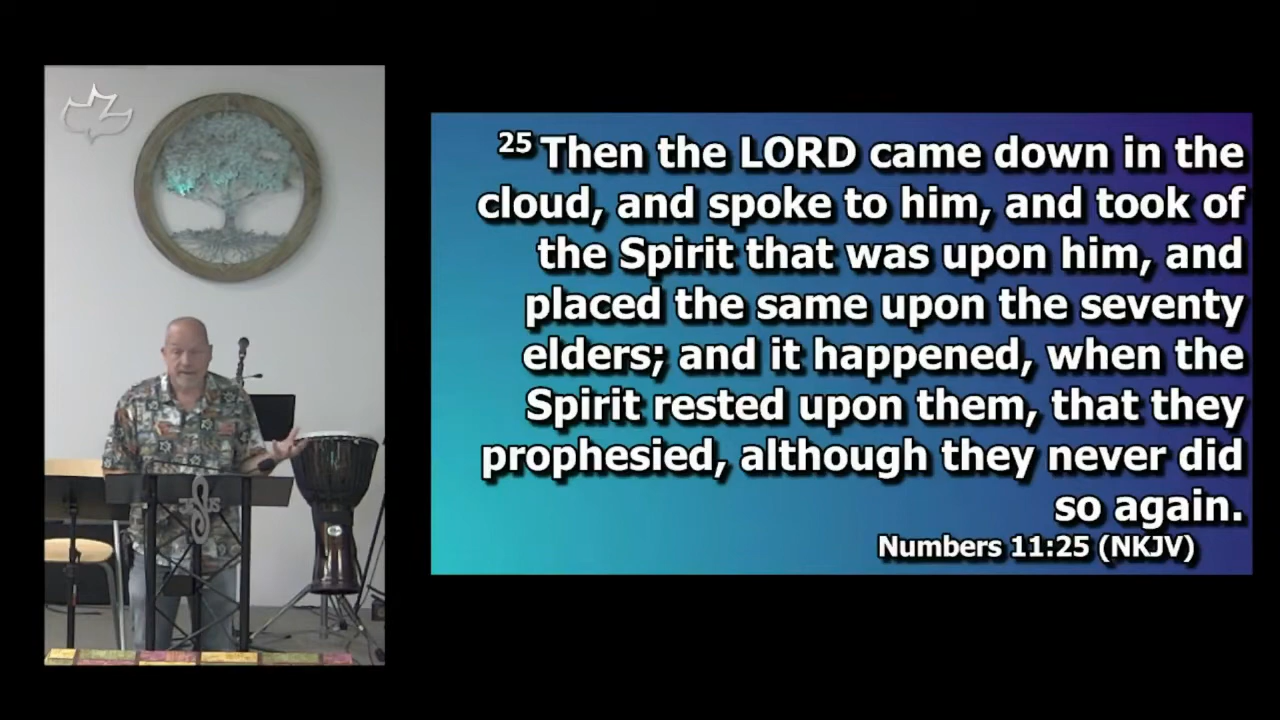 25 Then the LORD came down in the
cloud, and spoke to him, and took of
the Spirit that was upon him, and
placed the same upon the seventy
elders; and it happened, when the
Spirit rested upon them, that they
prophesied, although they never did
so again.
Numbers 11:25 (NKJV)